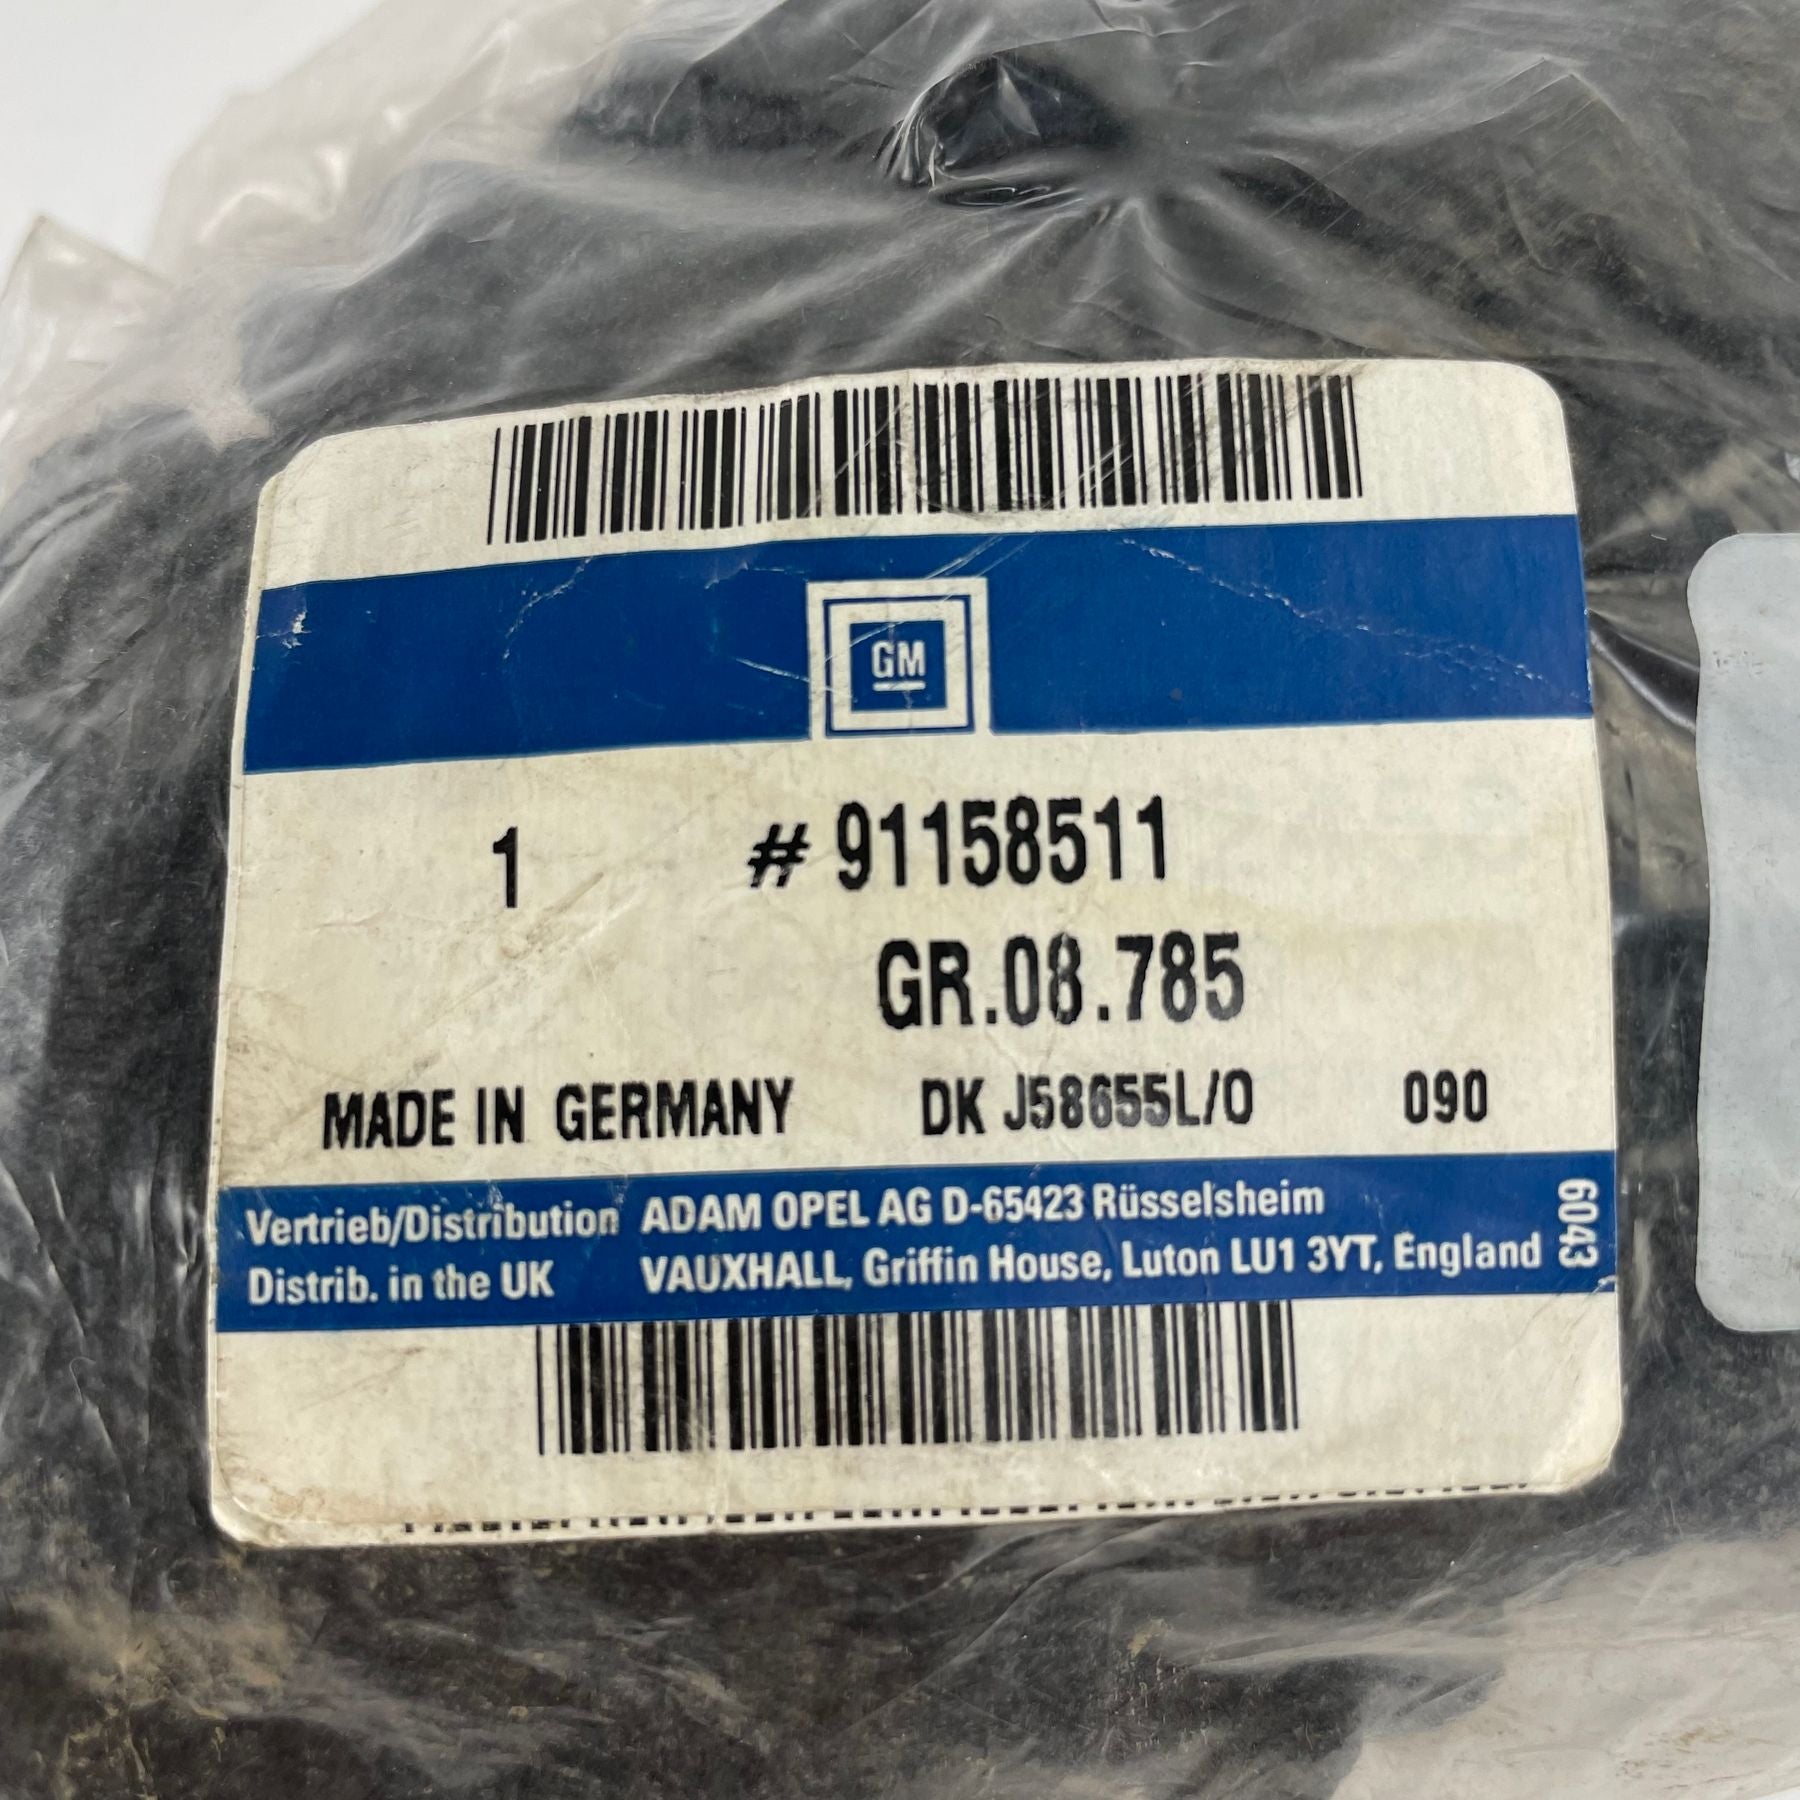 GM
1 # 91158511
GR.08.785
MADE IN GERMANY DK J58655L/O 090
Vertrieb/Distribution ADAM OPEL AG D-65423 Rüsselsheim
Distrib. in the UK VAUXHALL, Griffin House, Luton LU1 3YT, England
6043